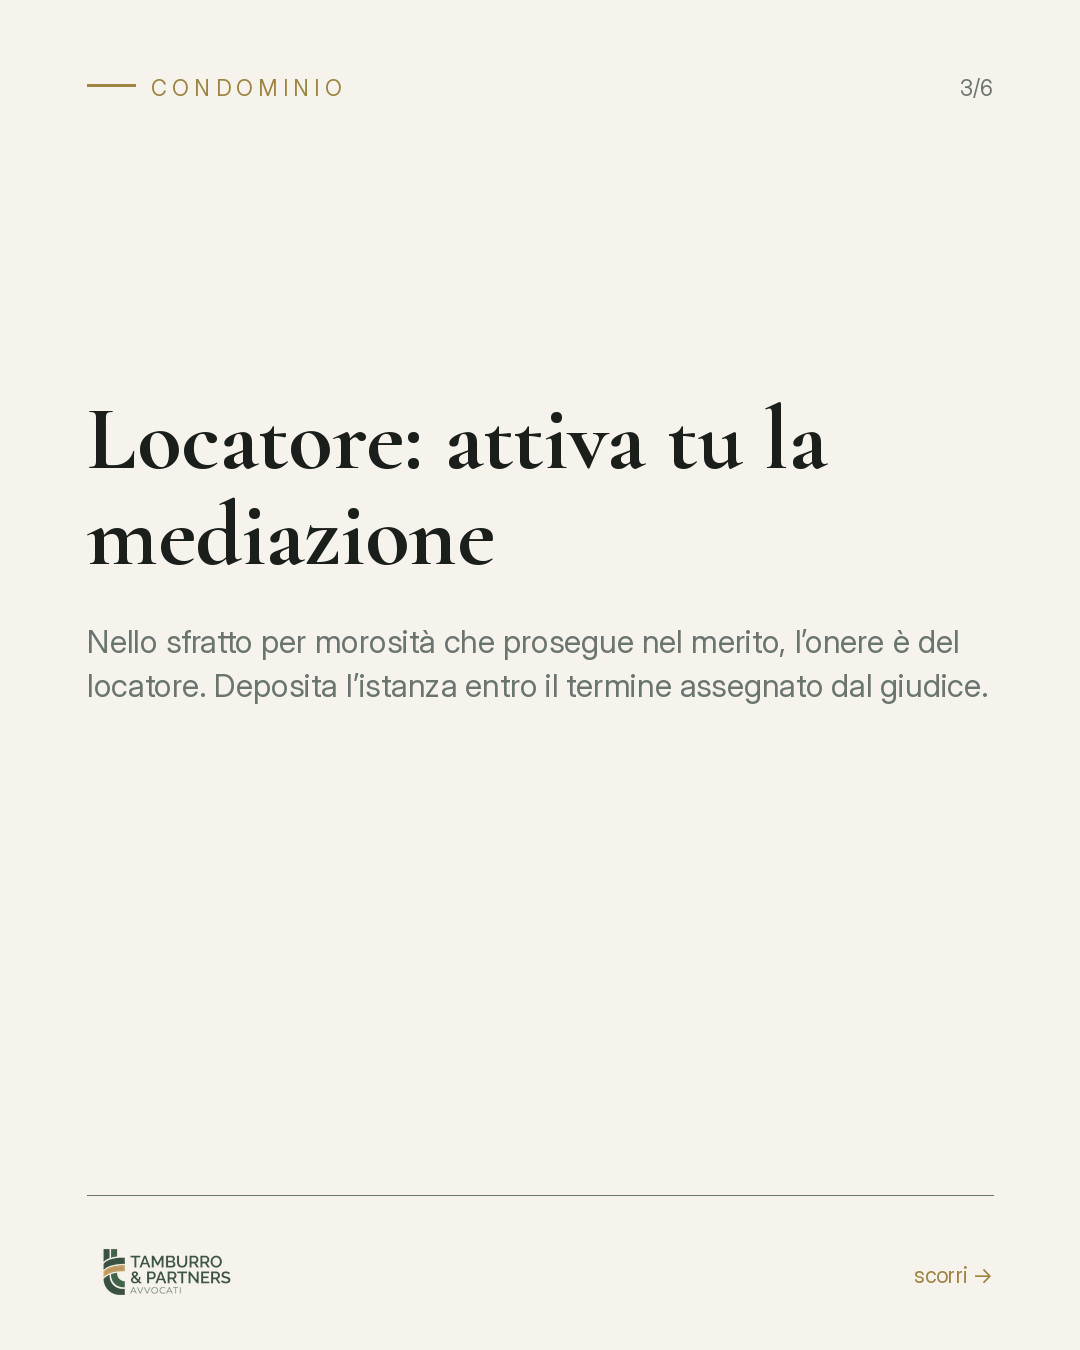 CONDOMINIO
3/6
Locatore: attiva tu la
mediazione
Nello sfratto per morosità che prosegue nel merito, l’onere è del
locatore. Deposita l’istanza entro il termine assegnato dal giudice.
TAMBURRO
& PARTNERS
AVVOCATI
scorri →